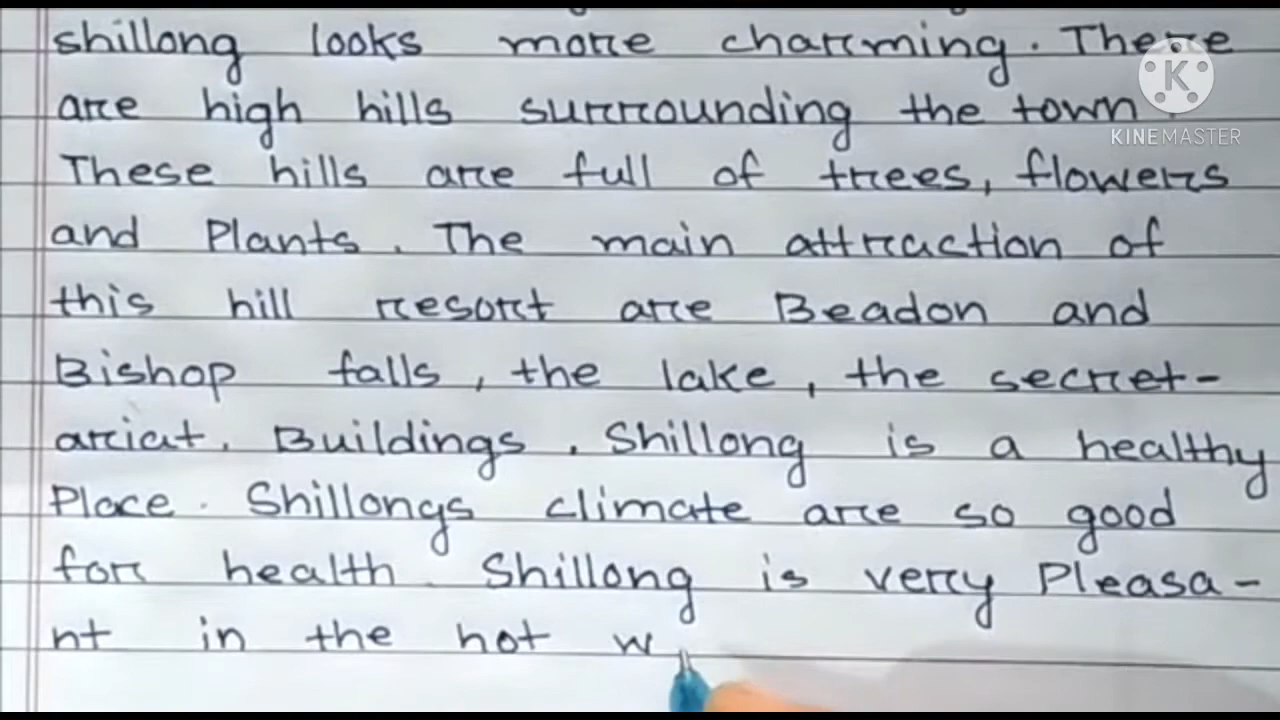 shillong looks more charming. There
are high hills surrounding the town
These hills are full of trees, flowers
and Plants. The main attraction of
this hill resort are Beadon and
Bishop falls, the lake, the secret-
ariat. Buildings. Shillong is a healthy
Place. Shillongs climate are so good
for health. Shillong is very Pleasa-
nt in the hot w
K
KINEMASTER